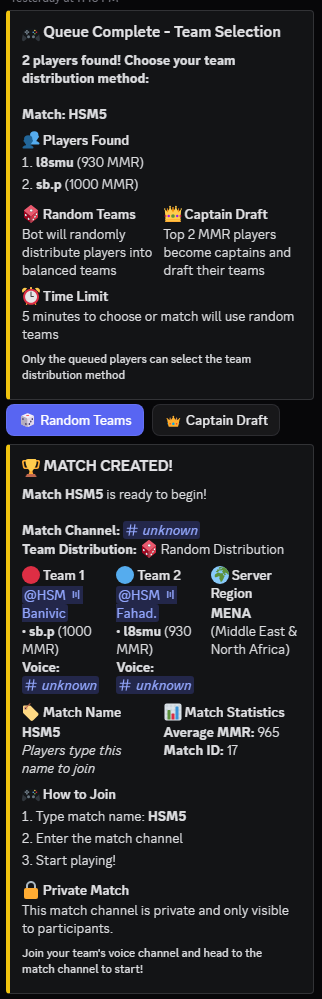 Queue Complete - Team Selection
2 players found! Choose your team
distribution method:
Match: HSM5
Players Found
1. l8smu (930 MMR)
2. sb.p (1000 MMR)
Random Teams
Bot will randomly
distribute players into
balanced teams
Captain Draft
Top 2 MMR players
become captains and
draft their teams
Time Limit
5 minutes to choose or match will use random
teams
Only the queued players can select the team
distribution method
Random Teams
Captain Draft
MATCH CREATED!
Match HSM5 is ready to begin!
Match Channel: # unknown
Team Distribution: Random Distribution
Team 1
@HSM
Banivic
• sb.p (1000
MMR)
Voice:
# unknown
Team 2
@HSM
Fahad.
• l8smu (930
MMR)
Voice:
# unknown
Server
Region
MENA
(Middle East &
North Africa)
Match Name
HSM5
Players type this
name to join
Match Statistics
Average MMR: 965
Match ID: 17
How to Join
1. Type match name: HSM5
2. Enter the match channel
3. Start playing!
Private Match
This match channel is private and only visible
to participants.
Join your team's voice channel and head to the
match channel to start!